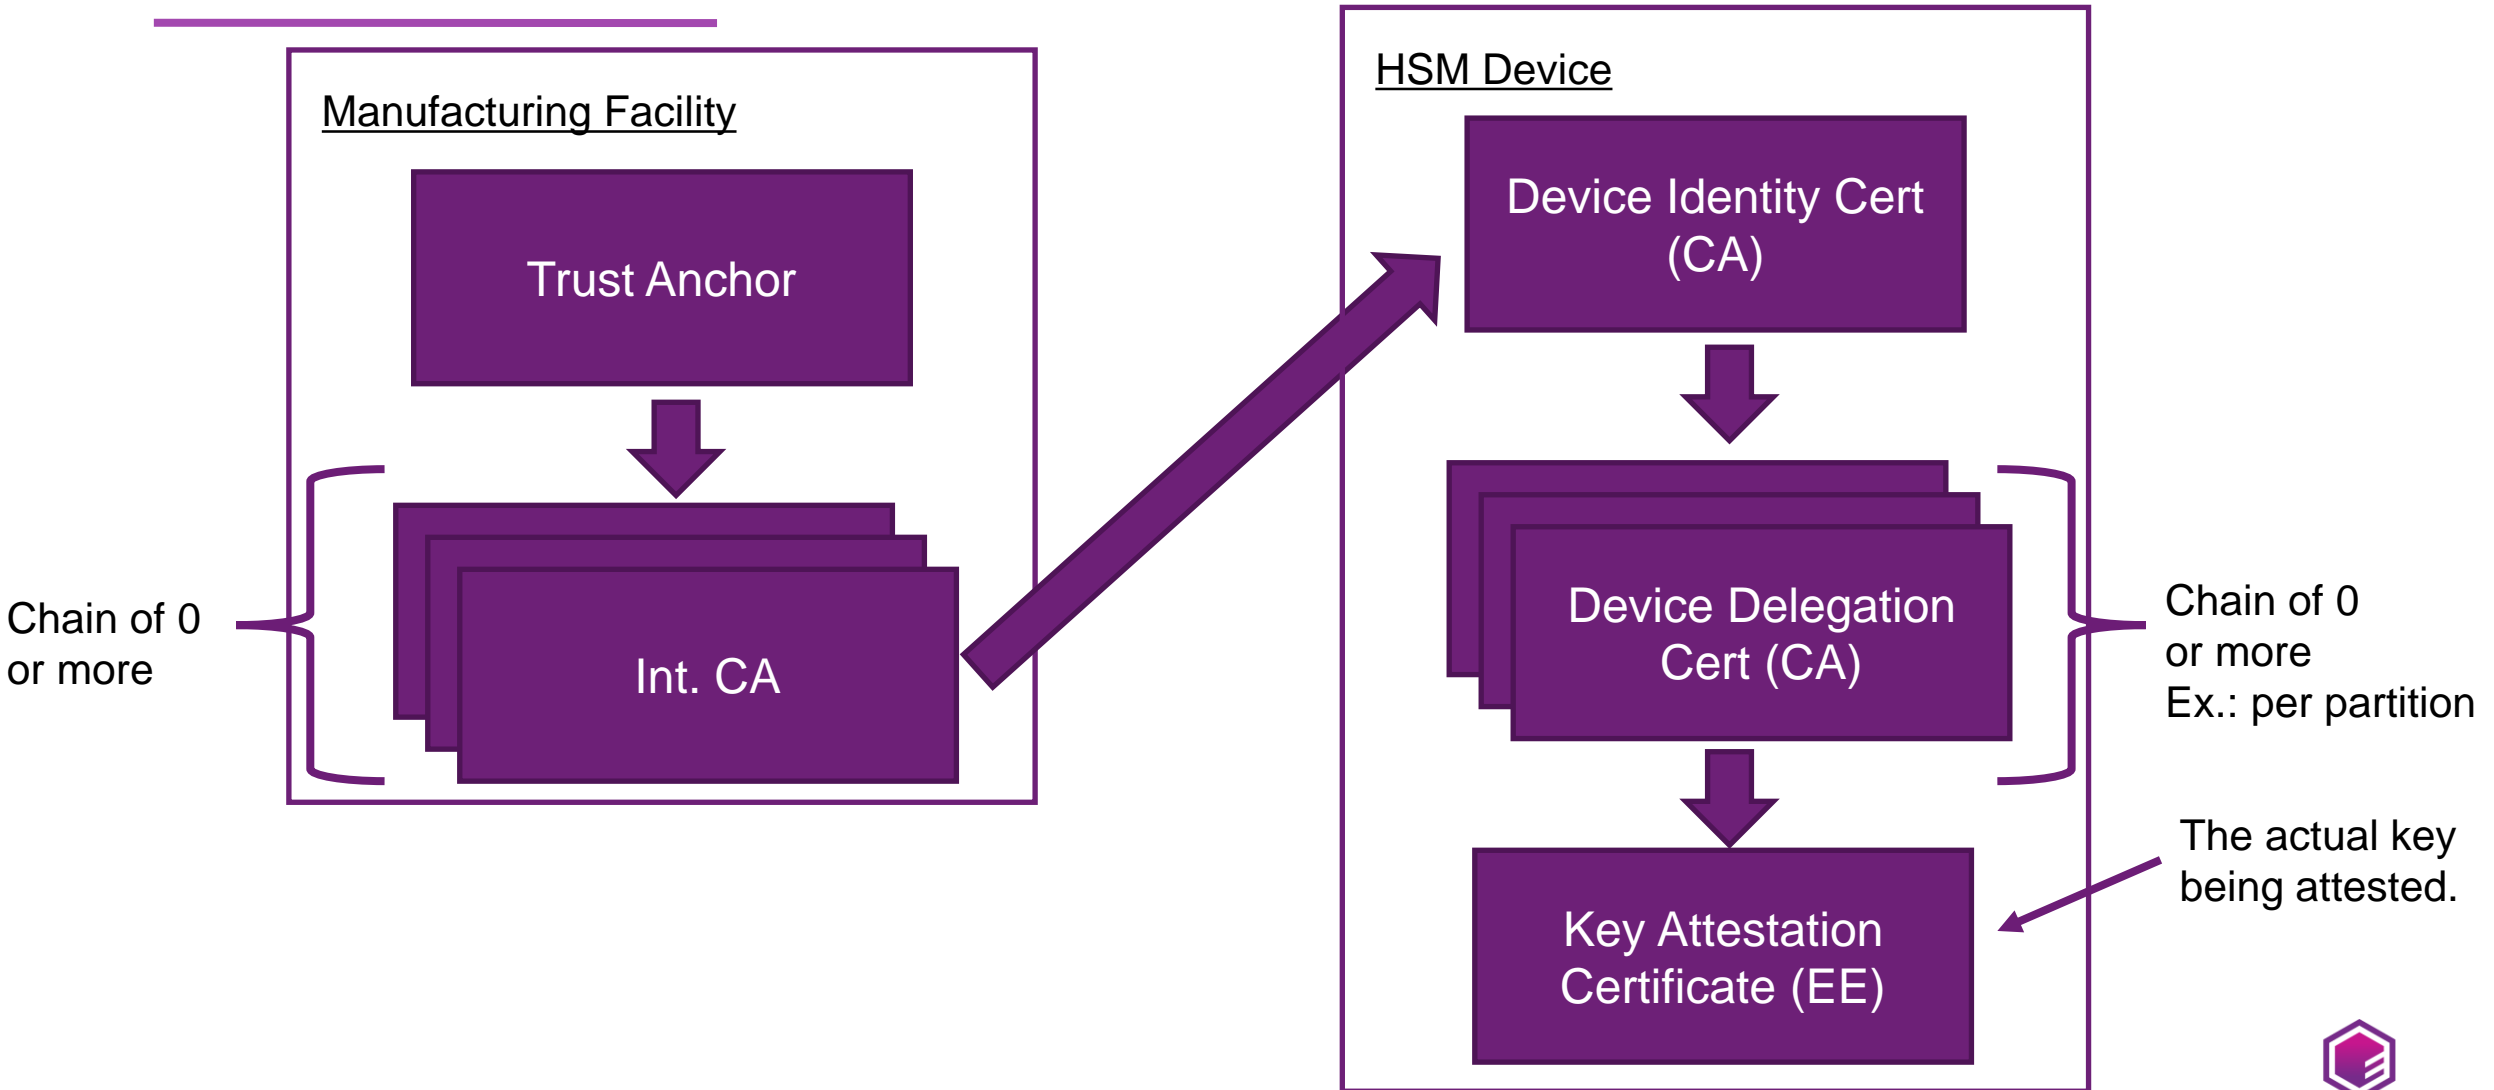 Manufacturing Facility
Trust Anchor
Chain of 0
or more
Int. CA
HSM Device
Device Identity Cert
(CA)
Device Delegation
Cert (CA)
Chain of 0
or more
Ex.: per partition
Key Attestation
Certificate (EE)
The actual key
being attested.